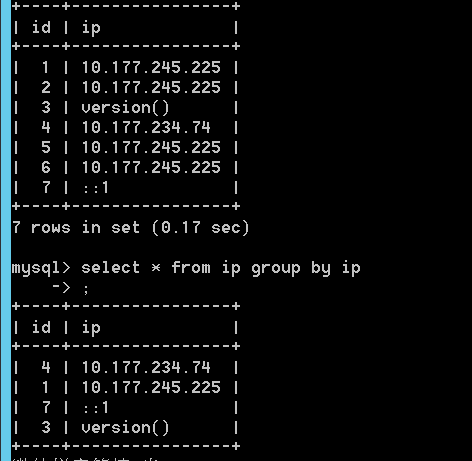 +----+----------------+
| id | ip             |
+----+----------------+
|  1 | 10.177.245.225 |
|  2 | 10.177.245.225 |
|  3 | version()      |
|  4 | 10.177.234.74  |
|  5 | 10.177.245.225 |
|  6 | 10.177.245.225 |
|  7 | ::1            |
+----+----------------+
7 rows in set (0.17 sec)
mysql> select * from ip group by ip
    -> ;
+----+----------------+
| id | ip             |
+----+----------------+
|  4 | 10.177.234.74  |
|  1 | 10.177.245.225 |
|  7 | ::1            |
|  3 | version()      |
+----+----------------+